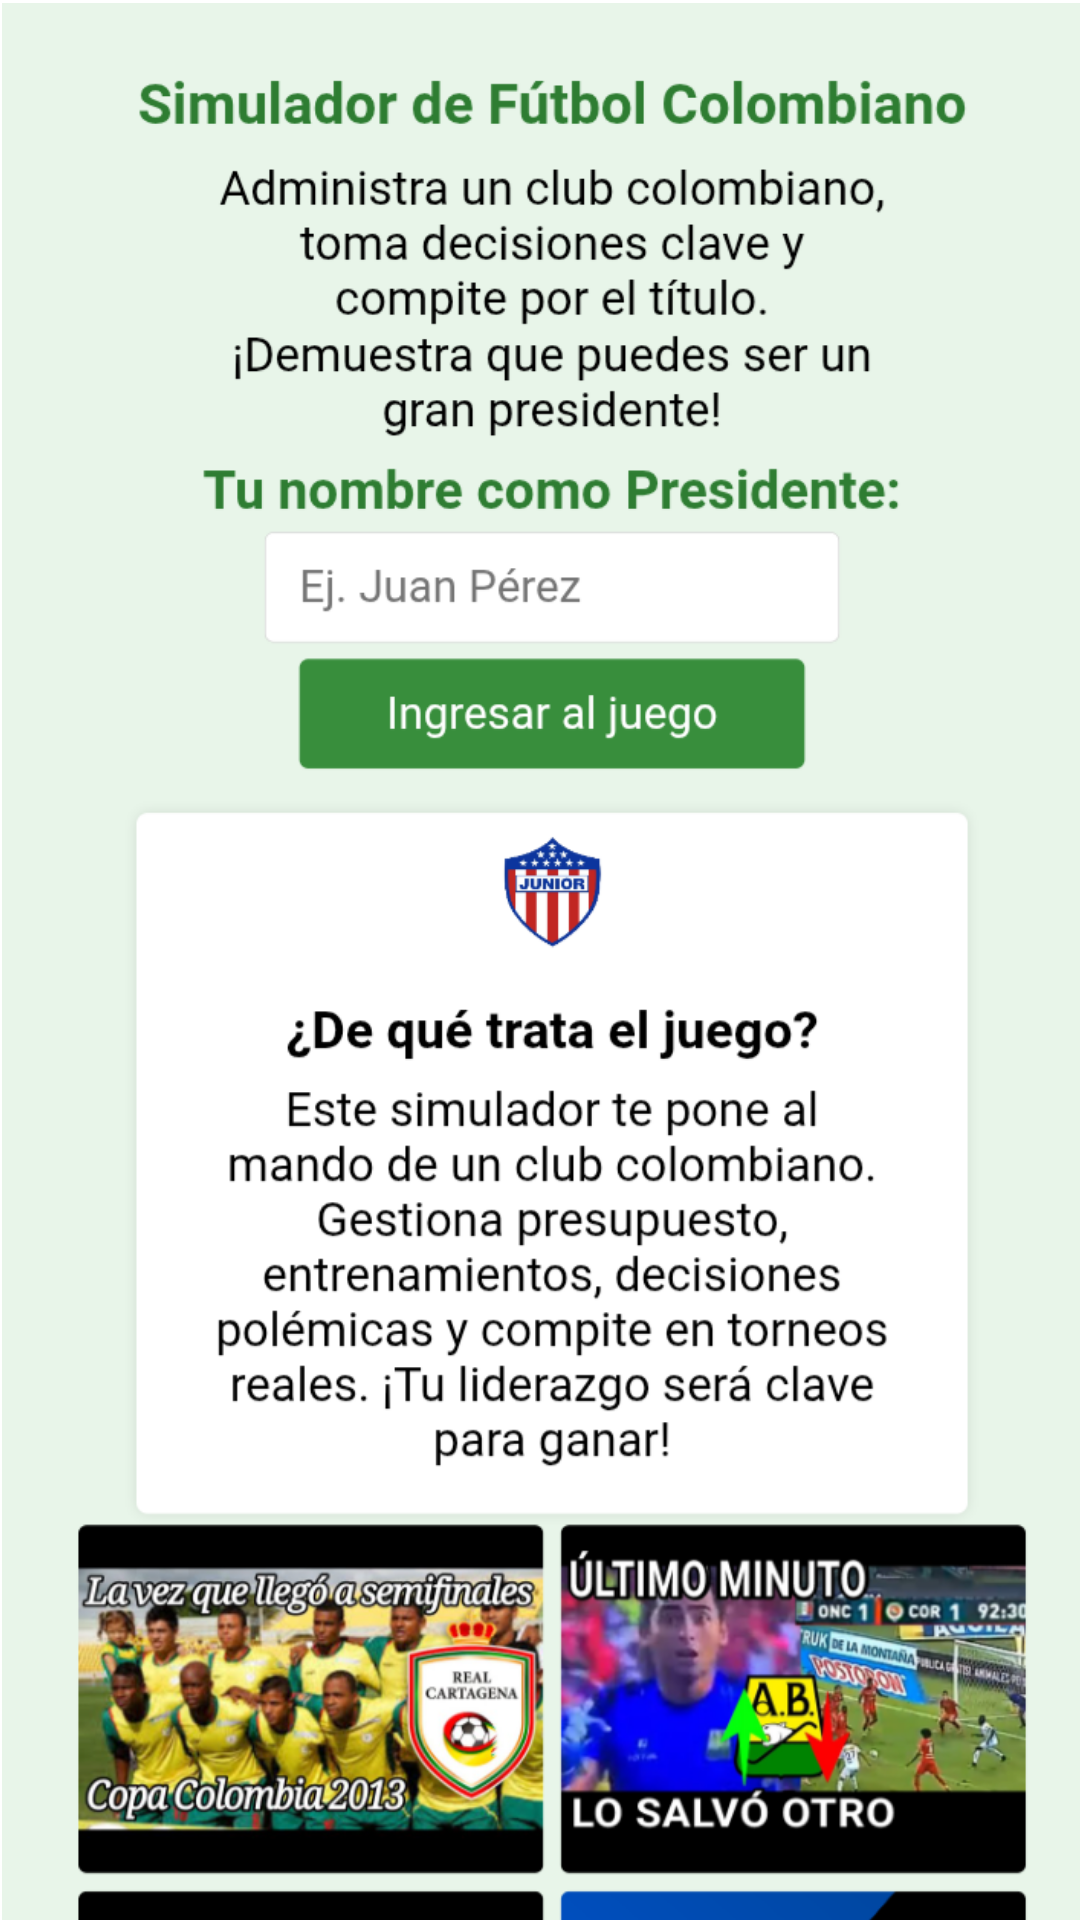 Simulador de Fútbol Colombiano
Administra un club colombiano,
toma decisiones clave y
compite por el título.
¡Demuestra que puedes ser un
gran presidente!
Tu nombre como Presidente:
Ej. Juan Pérez
Ingresar al juego
JUNIOR
¿De qué trata el juego?
Este simulador te pone al
mando de un club colombiano.
Gestiona presupuesto,
entrenamientos, decisiones
polémicas y compite en torneos
reales. ¡Tu liderazgo será clave
para ganar!
La vez que llegó a semifinales
REAL
CARTAGENA
Copa Colombia 2013
ÚLTIMO MINUTO
ONC 1 COR 1 92:30
DE LA MONTAÑA
POSTOBON
A.B.
LO SALVÓ OTRO